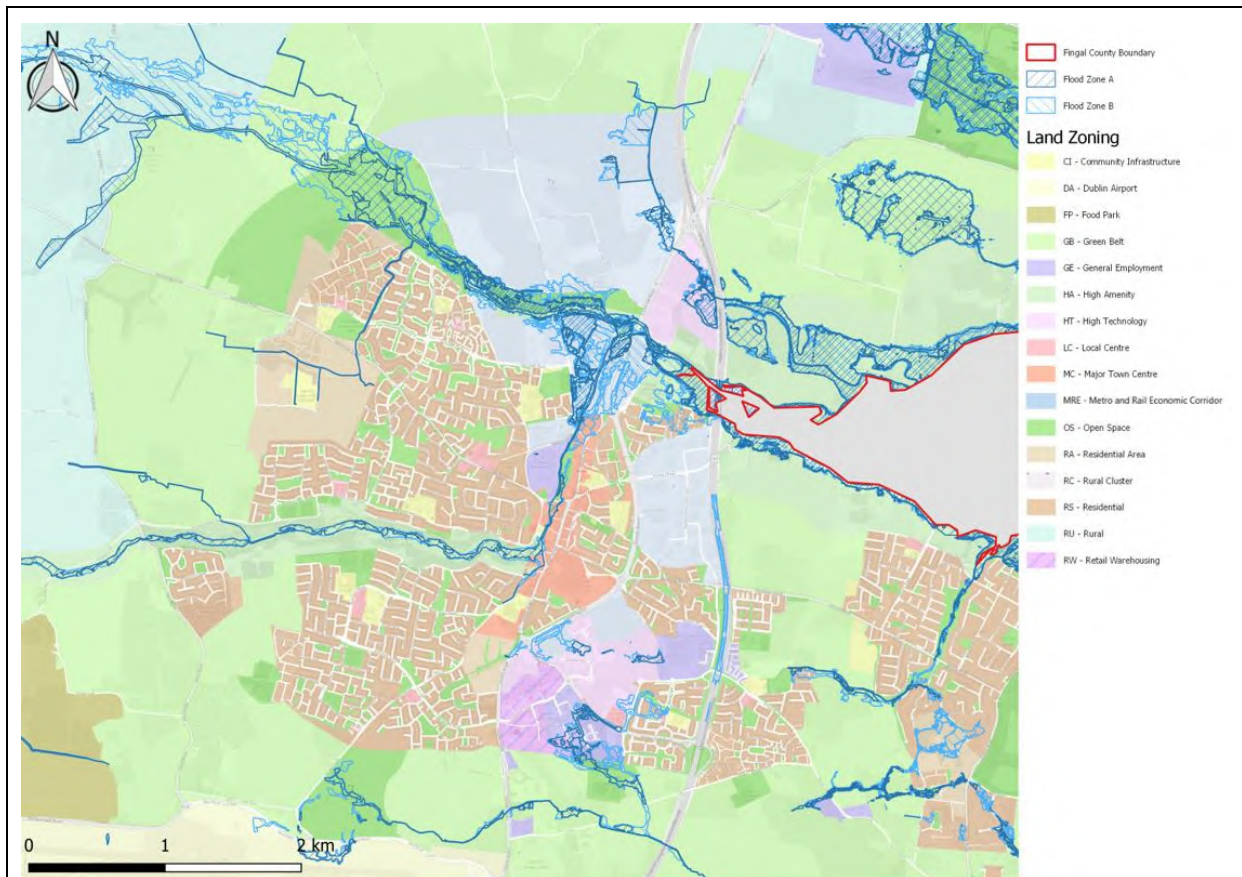 N
Fingal County Boundary
Flood Zone A
Flood Zone B
Land Zoning
CI - Community Infrastructure
DA - Dublin Airport
FP - Food Park
GB - Green Belt
GE - General Employment
HA - High Amenity
HT - High Technology
LC - Local Centre
MC - Major Town Centre
MRE - Metro and Rail Economic Corridor
OS - Open Space
RA - Residential Area
RC - Rural Cluster
RS - Residential
RU - Rural
RW - Retail Warehousing
0 1 2 km